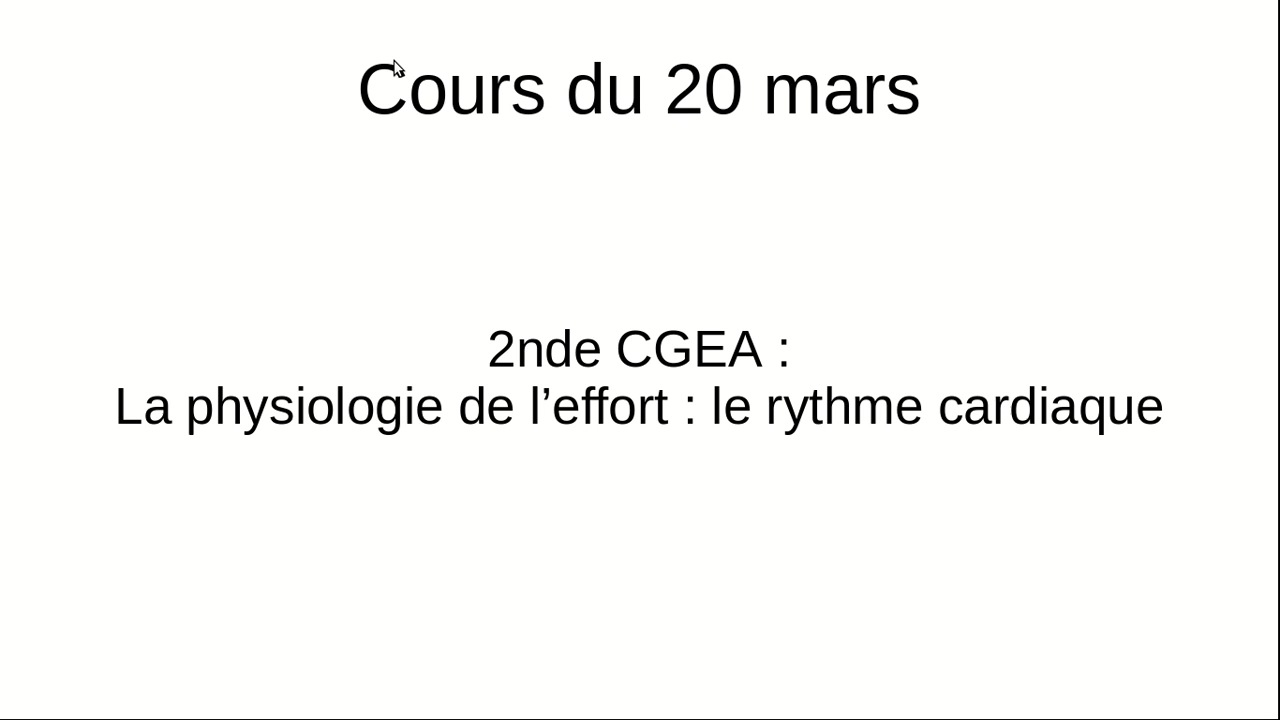 Cours du 20 mars
2nde CGEA :
La physiologie de l’effort : le rythme cardiaque